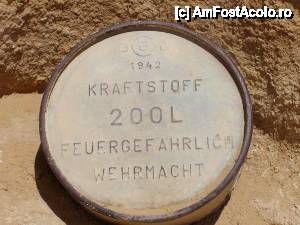 (c) AmFostAcolo.ro
1942
KRAFTSTOFF
200L
FEUERGEFÄHRLICH
WEHRMACHT